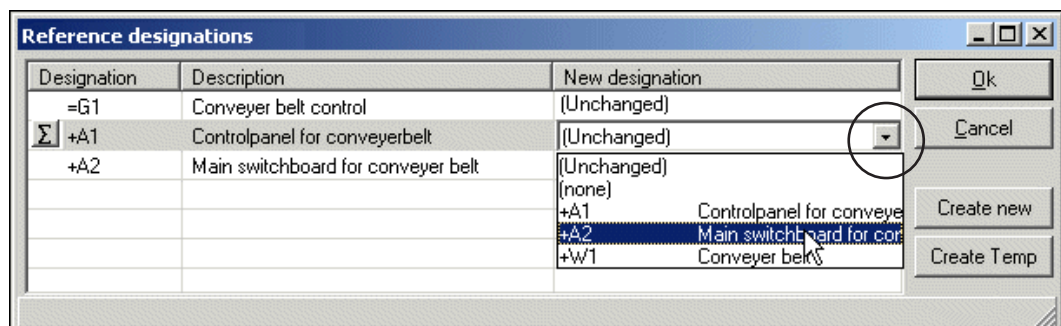 Reference designations
Designation Description New designation Ok
=G1 Conveyer belt control (Unchanged)
Σ +A1 Controlpanel for conveyerbelt (Unchanged) Cancel
+A2 Main switchboard for conveyer belt (Unchanged)
(none)
+A1 Controlpanel for conveye Create new
+A2 Main switchboard for con
+W1 Conveyer belt Create Temp